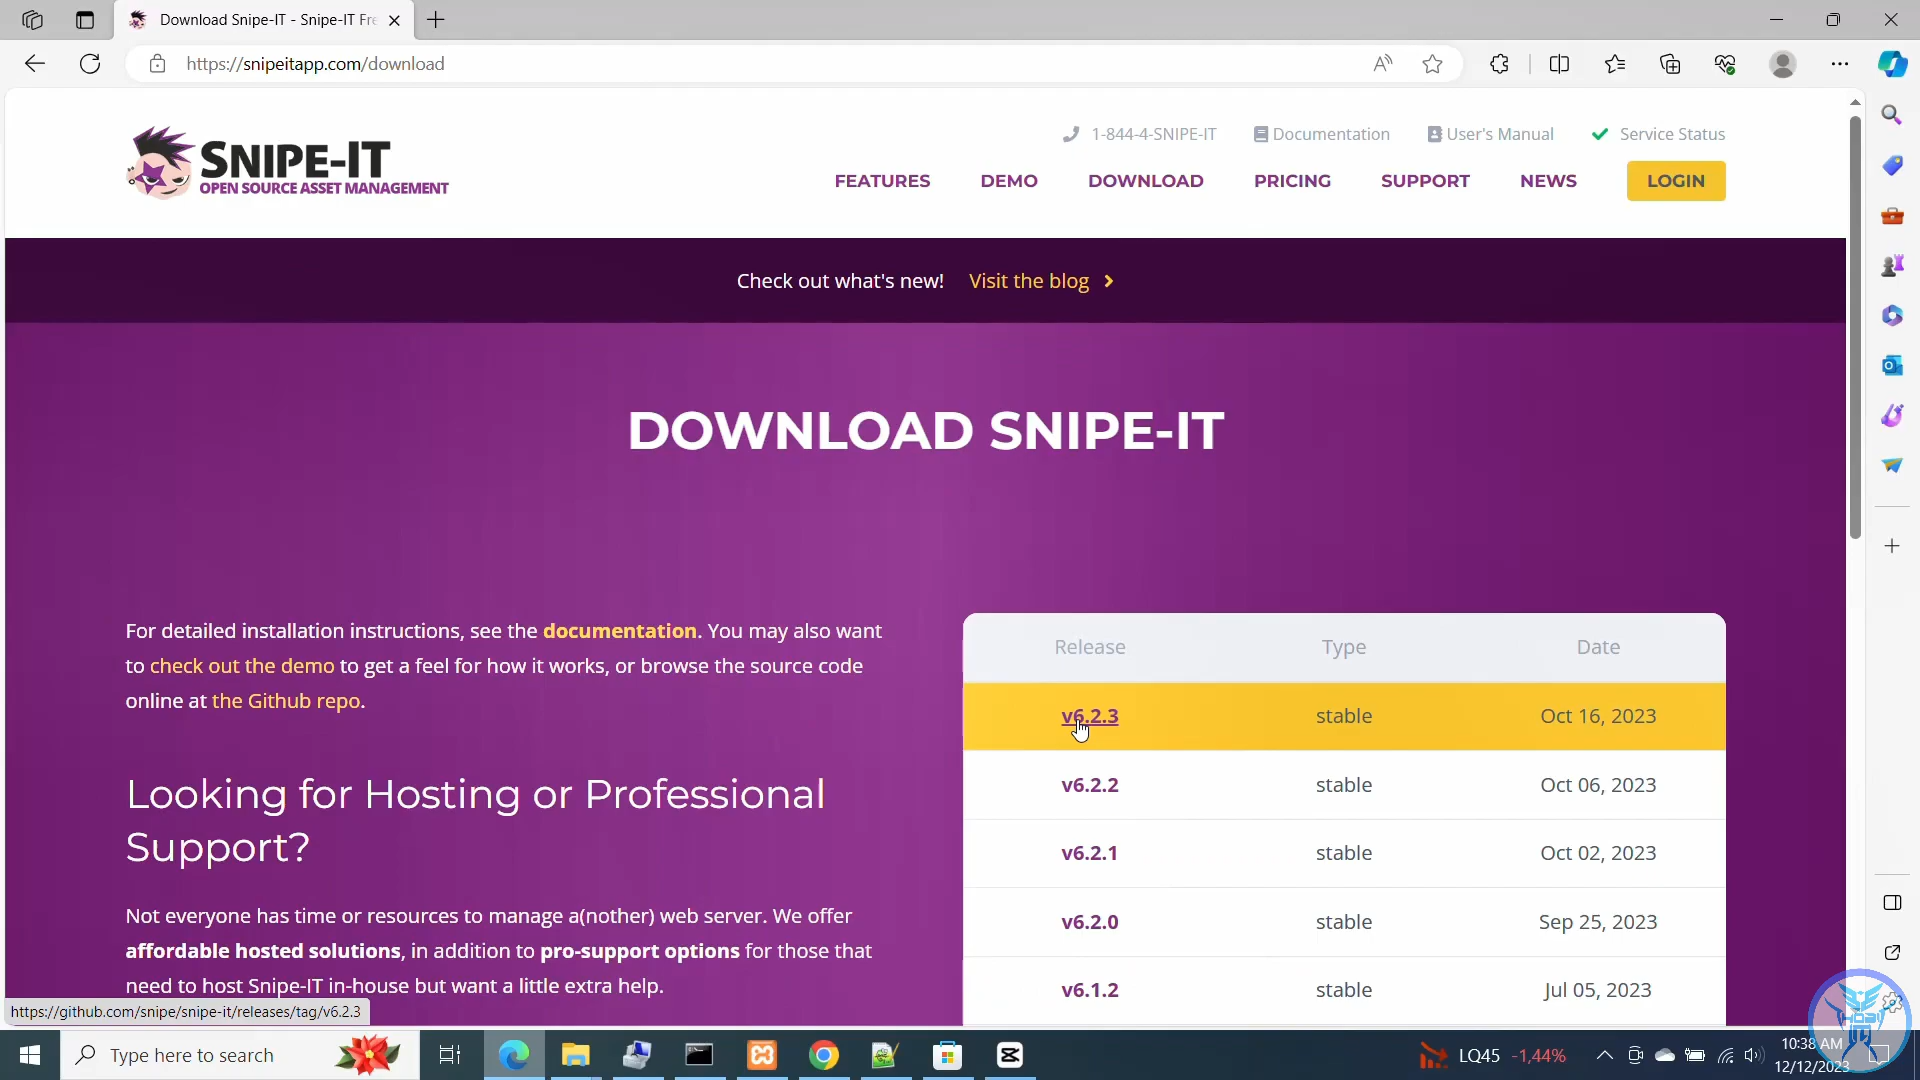 Download Snipe-IT - Snipe-IT Fre
https://snipeitapp.com/download
1-844-4-SNIPE-IT
Documentation
User's Manual
Service Status
SNIPE-IT
OPEN SOURCE ASSET MANAGEMENT
FEATURES
DEMO
DOWNLOAD
PRICING
SUPPORT
NEWS
LOGIN
Check out what's new! Visit the blog
DOWNLOAD SNIPE-IT
For detailed installation instructions, see the documentation. You may also want
to check out the demo to get a feel for how it works, or browse the source code
online at the Github repo.
Looking for Hosting or Professional
Support?
Not everyone has time or resources to manage a(nother) web server. We offer
affordable hosted solutions, in addition to pro-support options for those that
need to host Snipe-IT in-house but want a little extra help.
Release Type Date
v6.2.3 stable Oct 16, 2023
v6.2.2 stable Oct 06, 2023
v6.2.1 stable Oct 02, 2023
v6.2.0 stable Sep 25, 2023
v6.1.2 stable Jul 05, 2023
https://github.com/snipe/snipe-it/releases/tag/v6.2.3
Type here to search
LQ45 -1,44%
10:38 AM
12/12/2023